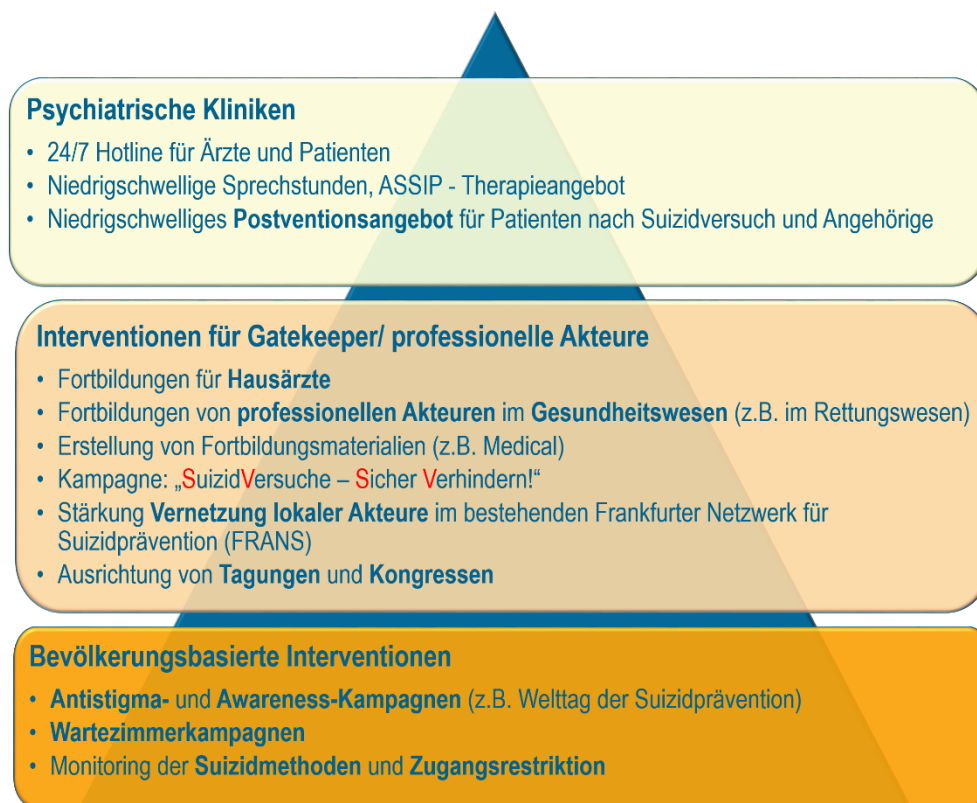 Psychiatrische Kliniken
• 24/7 Hotline für Ärzte und Patienten
• Niedrigschwellige Sprechstunden, ASSIP - Therapieangebot
• Niedrigschwelliges Postventionsangebot für Patienten nach Suizidversuch und Angehörige
Interventionen für Gatekeeper/ professionelle Akteure
• Fortbildungen für Hausärzte
• Fortbildungen von professionellen Akteuren im Gesundheitswesen (z.B. im Rettungswesen)
• Erstellung von Fortbildungsmaterialien (z.B. Medical)
• Kampagne: „SuizidVersuche – Sicher Verhindern!“
• Stärkung Vernetzung lokaler Akteure im bestehenden Frankfurter Netzwerk für
Suizidprävention (FRANS)
• Ausrichtung von Tagungen und Kongressen
Bevölkerungsbasierte Interventionen
• Antistigma- und Awareness-Kampagnen (z.B. Welttag der Suizidprävention)
• Wartezimmerkampagnen
• Monitoring der Suizidmethoden und Zugangsrestriktion